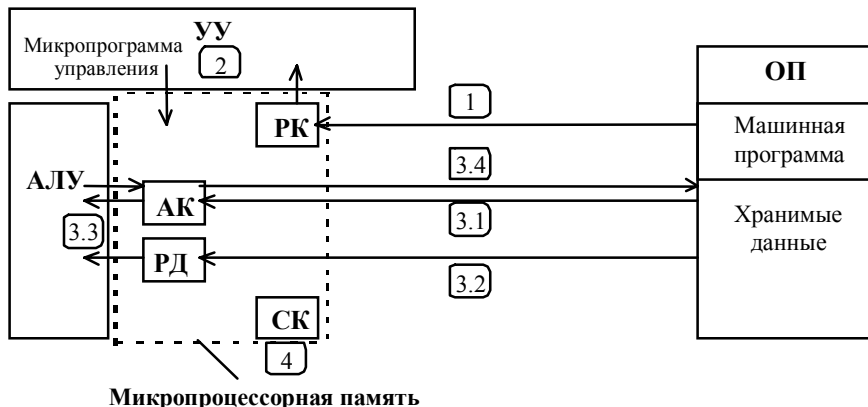 УУ
Микропрограмма
управления
2
ОП
1
РК
Машинная
программа
3.4
АЛУ
АК
3.1
Хранимые
данные
3.3
РД
3.2
СК
4
Микропроцессорная память